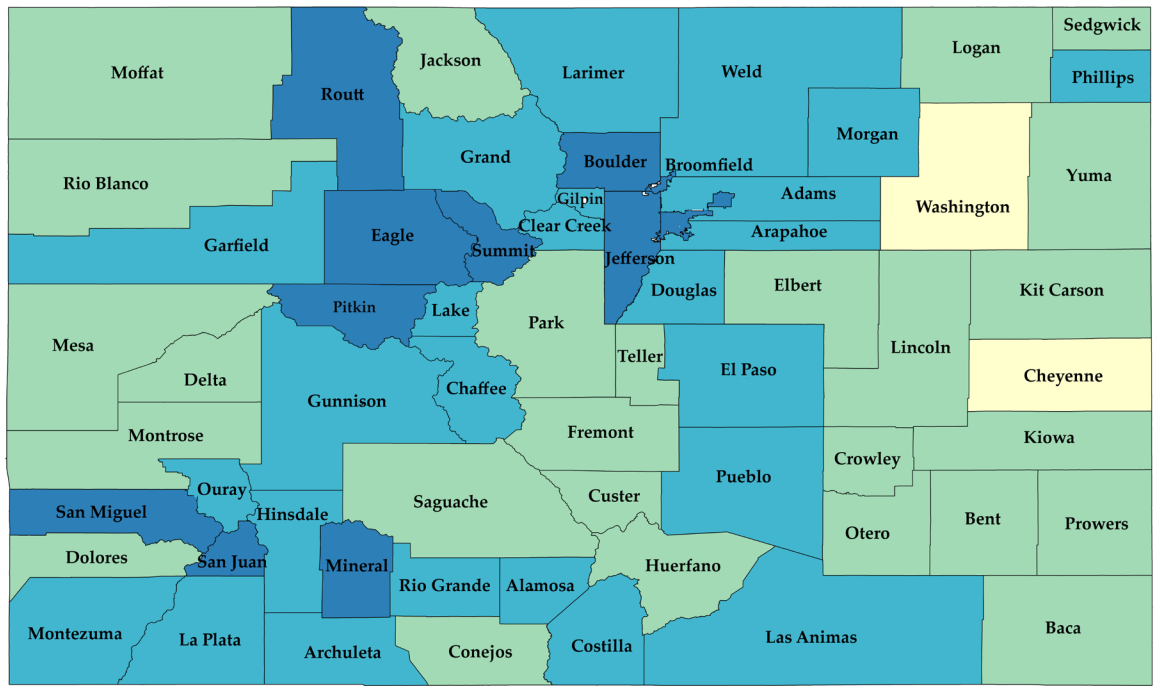 Sedgwick
Logan
Jackson
Moffat
Larimer
Weld
Phillips
Routt
Morgan
Grand
Boulder
Broomfield
Yuma
Rio Blanco
Adams
Gilpin
Washington
Clear Creek
Arapahoe
Eagle
Garfield
Summit
Jefferson
Elbert
Douglas
Kit Carson
Pitkin
Lake
Park
Mesa
Lincoln
Teller
El Paso
Cheyenne
Delta
Chaffee
Gunnison
Fremont
Montrose
Kiowa
Crowley
Pueblo
Ouray
Custer
Saguache
San Miguel
Hinsdale
Bent
Prowers
Otero
Dolores
San Juan
Mineral
Huerfano
Rio Grande
Alamosa
Baca
Montezuma
La Plata
Las Animas
Costilla
Archuleta
Conejos